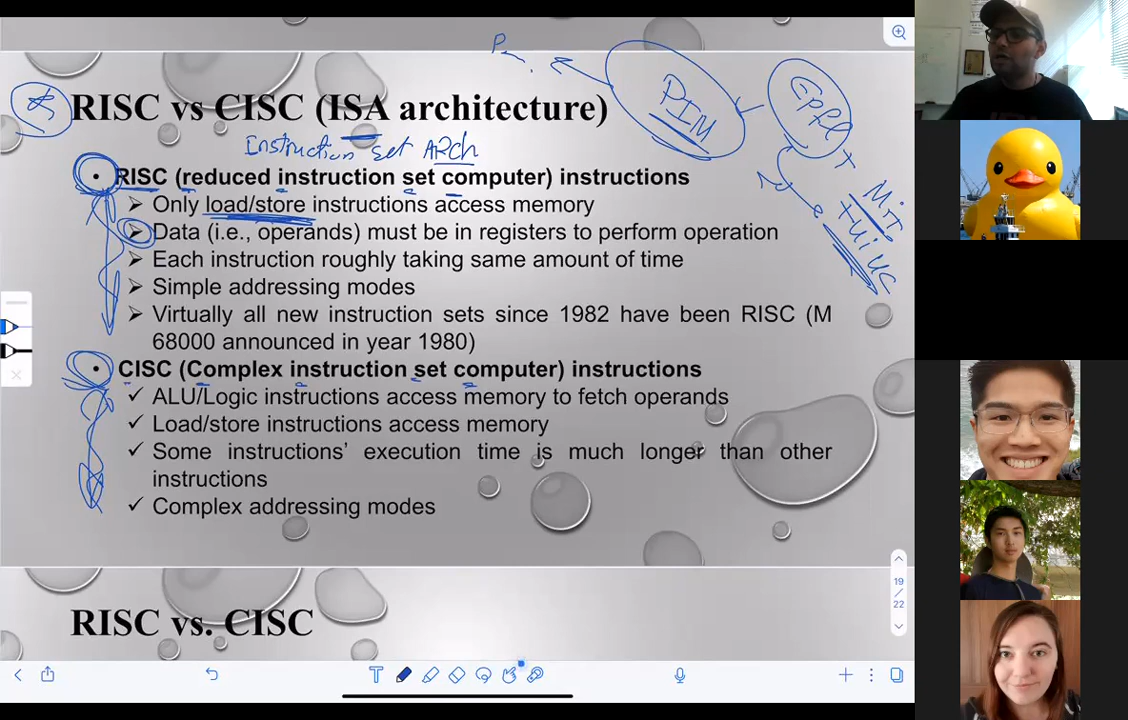 RISC vs CISC (ISA architecture)
PIM
Instruction set ARch
• RISC (reduced instruction set computer) instructions
➢ Only load/store instructions access memory
➢ Data (i.e., operands) must be in registers to perform operation
➢ Each instruction roughly taking same amount of time
➢ Simple addressing modes
➢ Virtually all new instruction sets since 1982 have been RISC (M
68000 announced in year 1980)
• CISC (Complex instruction set computer) instructions
✓ ALU/Logic instructions access memory to fetch operands
✓ Load/store instructions access memory
✓ Some instructions' execution time is much longer than other
instructions
✓ Complex addressing modes
19
/
22
RISC vs. CISC
T